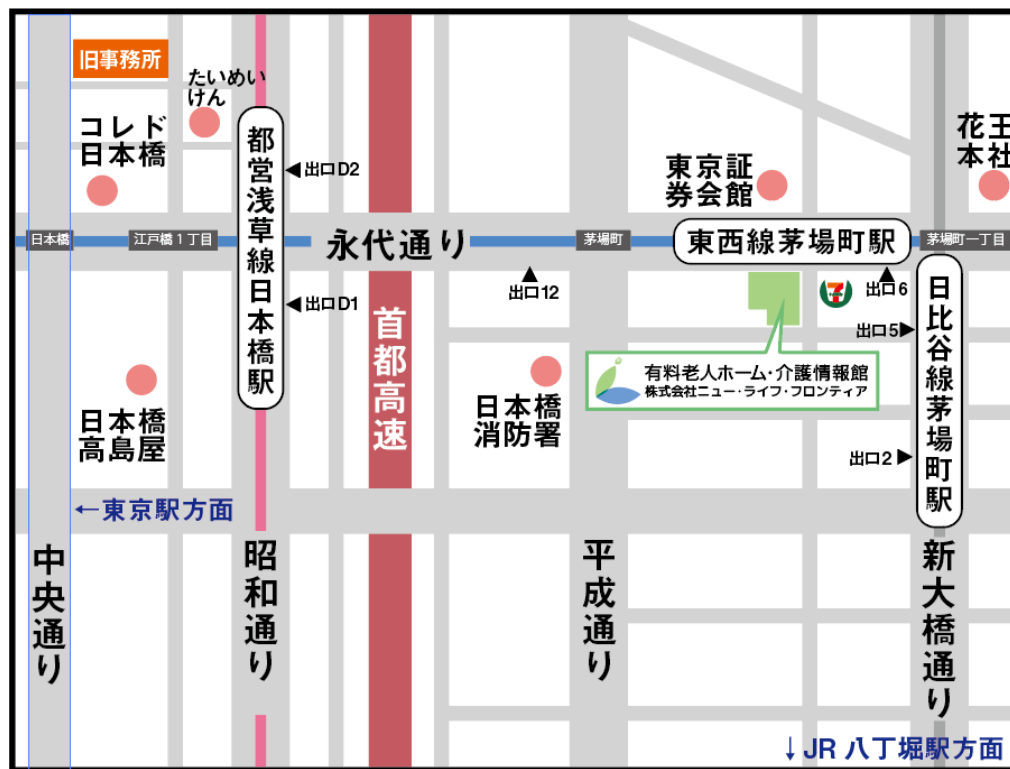 旧事務所
たいめい
けん
コレド
日本橋
都営浅草線日本橋駅
出口D2
東京証
券会館
花王
本社
日本橋
江戸橋1丁目
永代通り
茅場町
東西線茅場町駅
茅場町一丁目
出口12
出口6
出口D1
首都高速
7
出口5
日比谷線茅場町駅
有料老人ホーム・介護情報館
株式会社ニュー・ライフ・フロンティア
日本橋
高島屋
日本橋
消防署
出口2
←東京駅方面
中央通り
昭和通り
平成通り
新大橋通り
↓JR 八丁堀駅方面